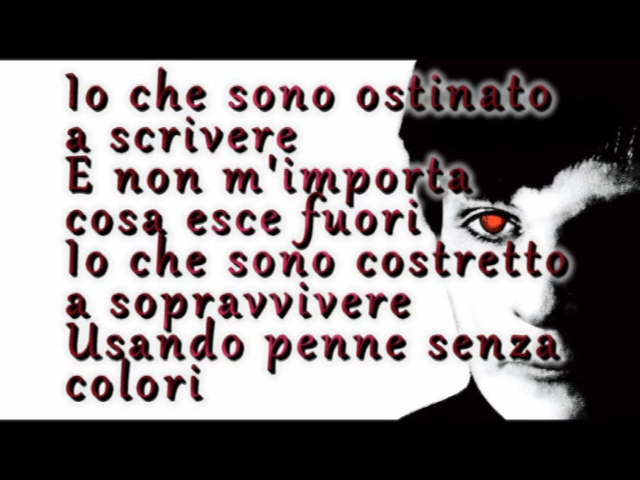 Io che sono ostinato
a scrivere
E non m'importa
cosa esce fuori
Io che sono costretto
a sopravvivere
Usando penne senza
colori